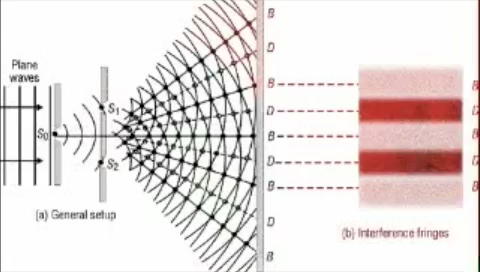 Plane
waves
S₀
S₁
S₂
(a) General setup
B
D
B
D
B
D
B
D
B
B
D
B
D
B
(b) Interference fringes